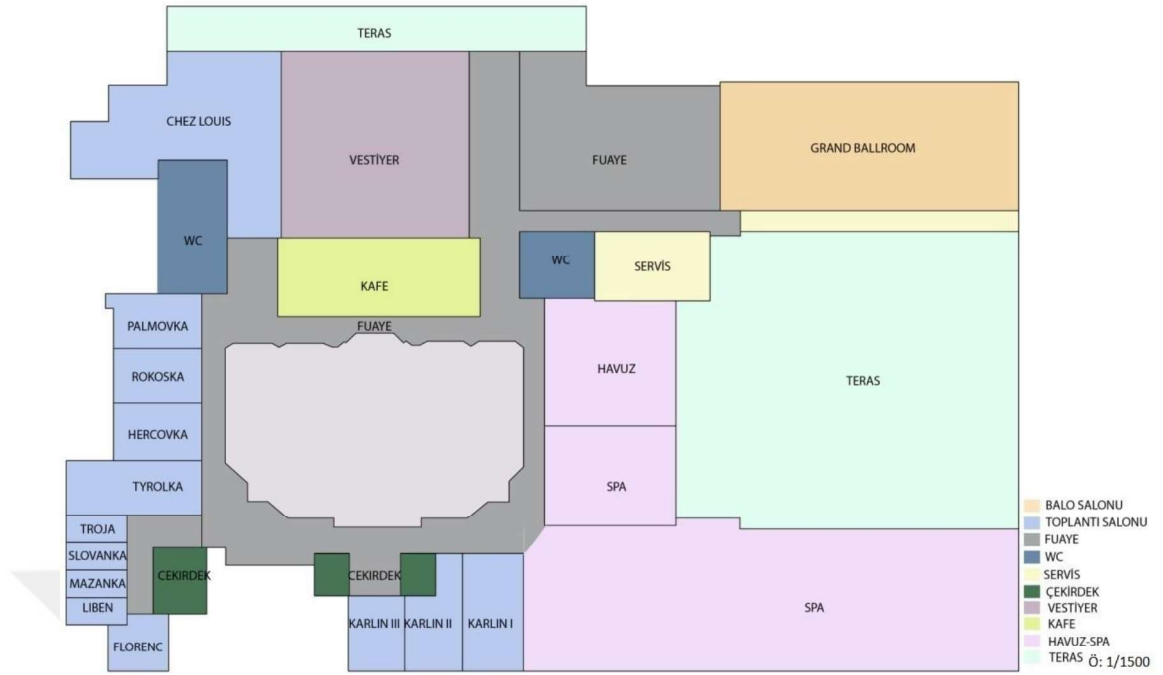 TERAS
CHEZ LOUIS
VESTİYER
FUAYE
GRAND BALLROOM
WC
WC
SERVİS
KAFE
FUAYE
PALMOVKA
ROKOSKA
HERCOVKA
TYROLKA
TROJA
SLOVANKA
MAZANKA
LIBEN
FLORENC
CEKIRDEK
CEKIRDEK
KARLIN III
KARLIN II
KARLIN I
HAVUZ
SPA
TERAS
SPA
BALO SALONU
TOPLANTI SALONU
FUAYE
WC
SERVİS
ÇEKİRDEK
VESTİYER
KAFE
HAVUZ-SPA
TERAS Ö: 1/1500